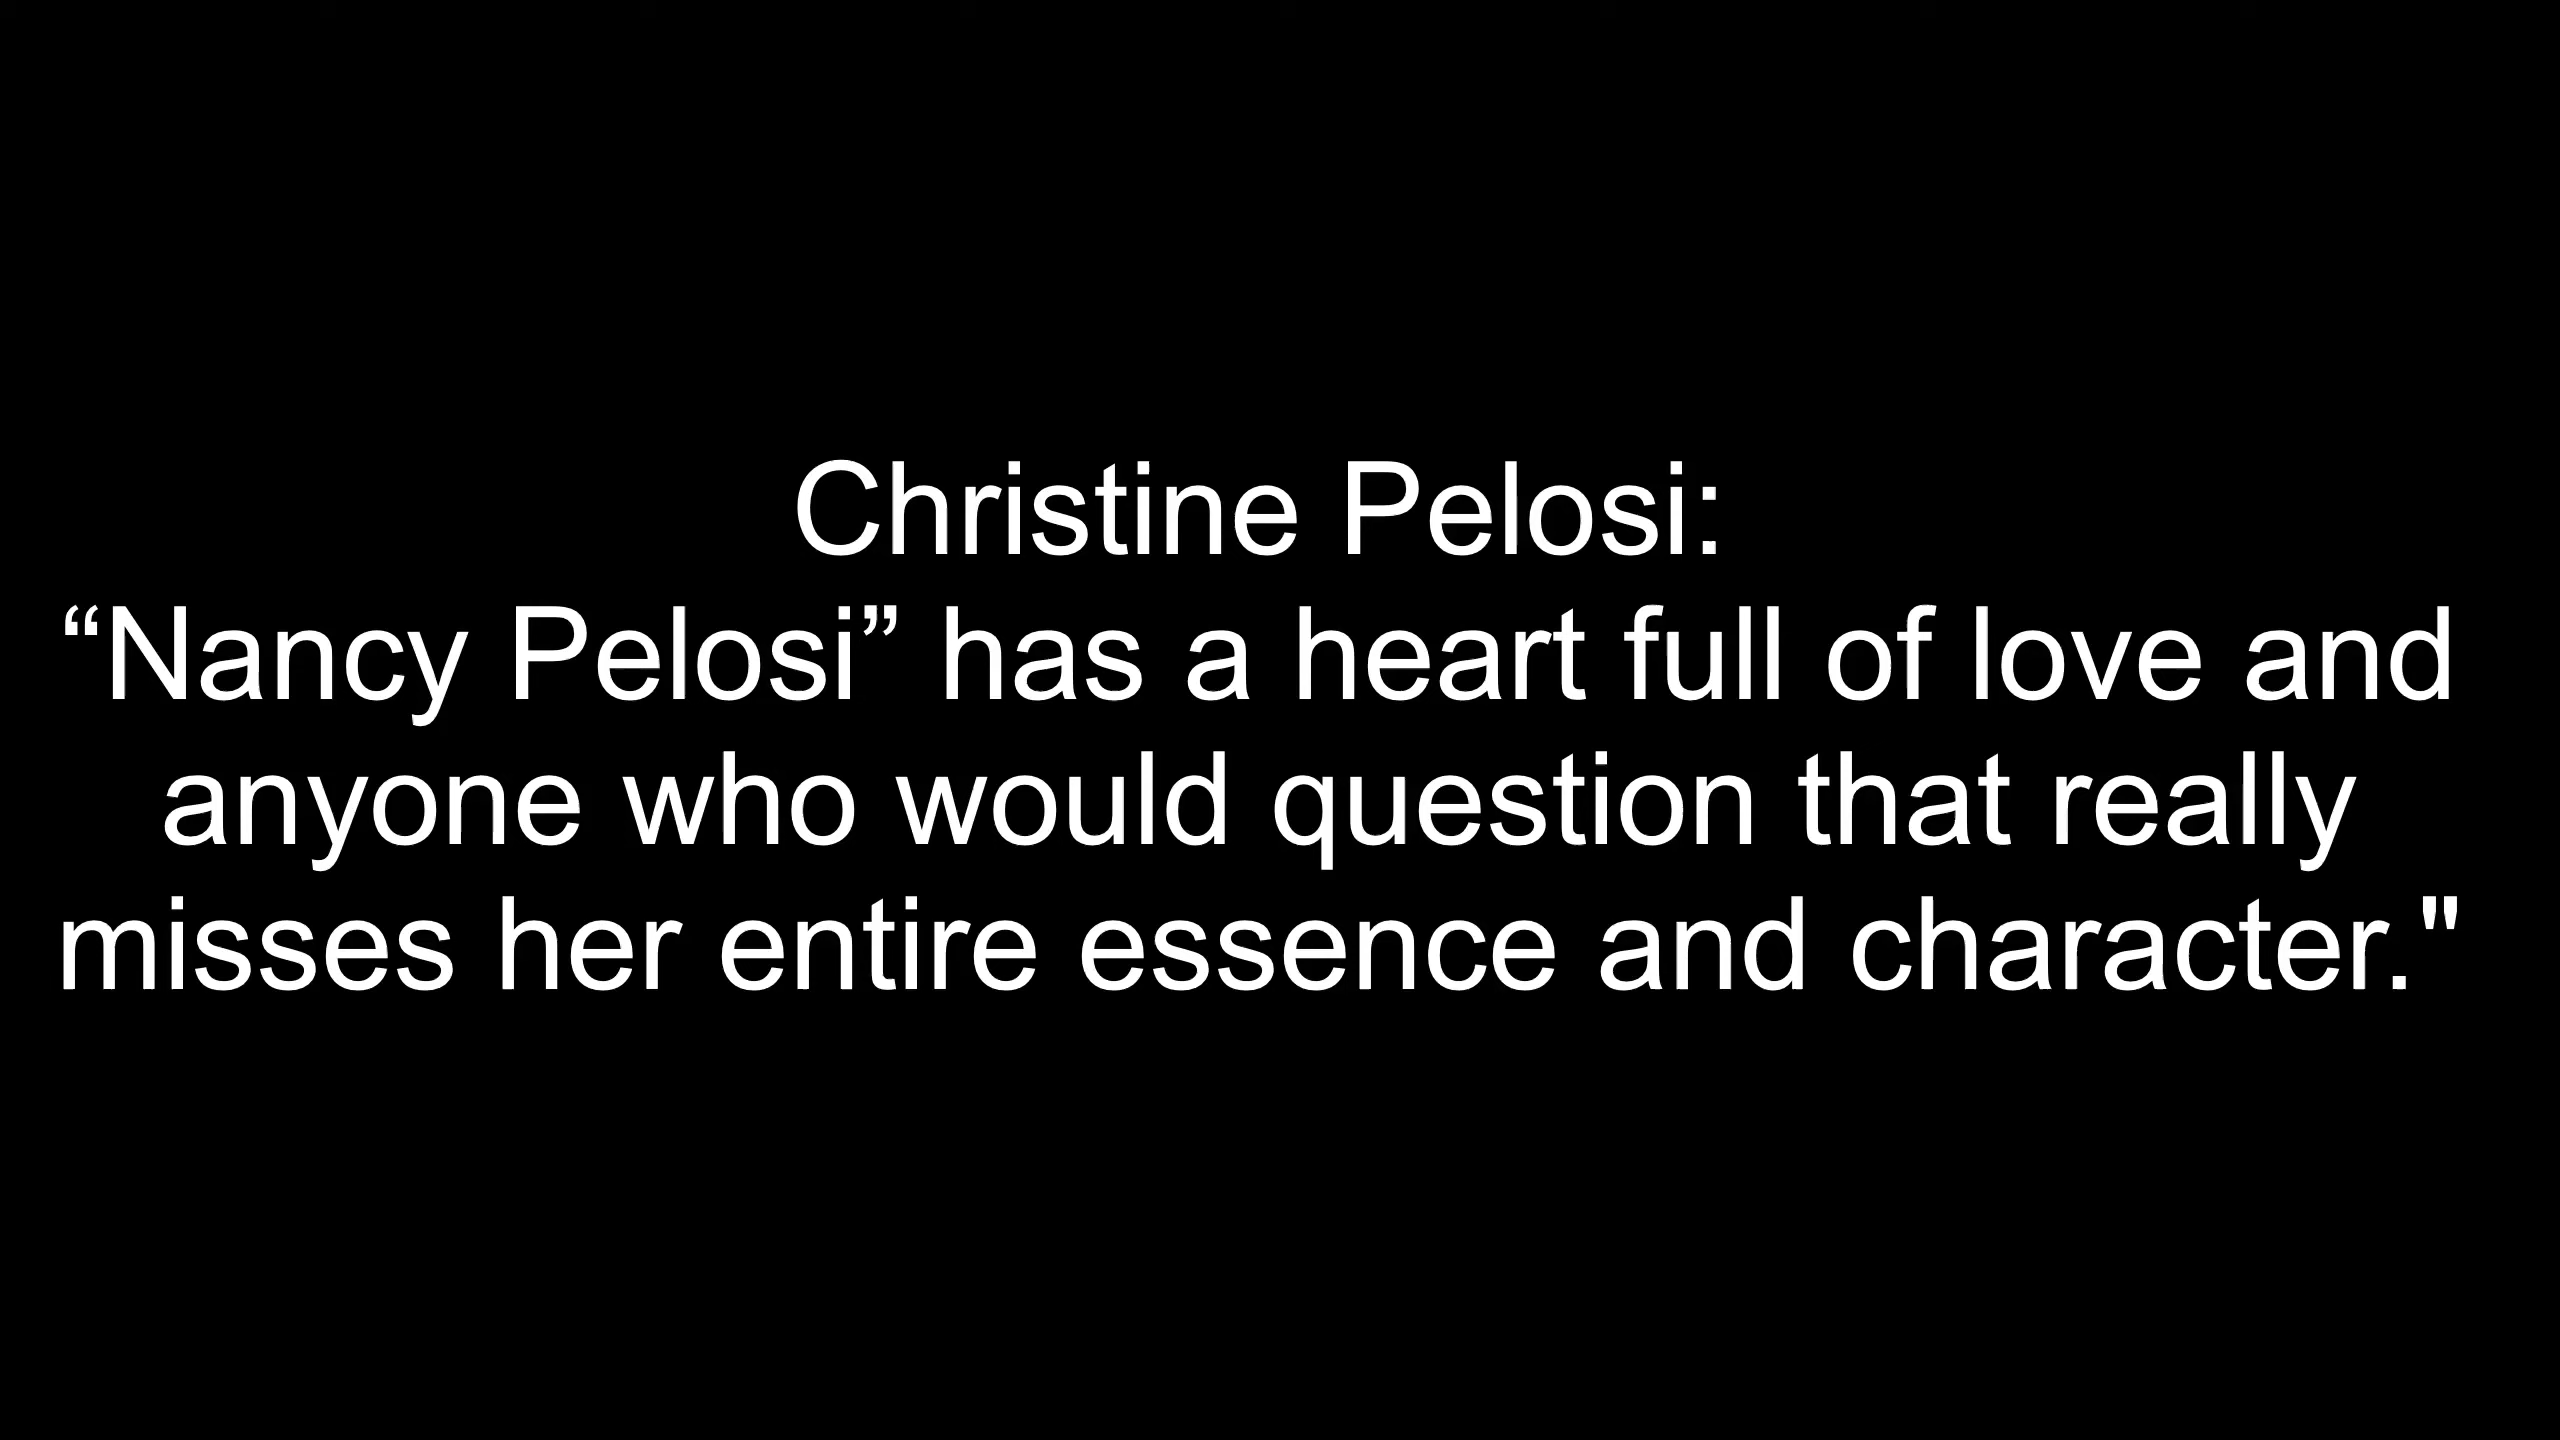 Christine Pelosi:
“Nancy Pelosi” has a heart full of love and
anyone who would question that really
misses her entire essence and character."